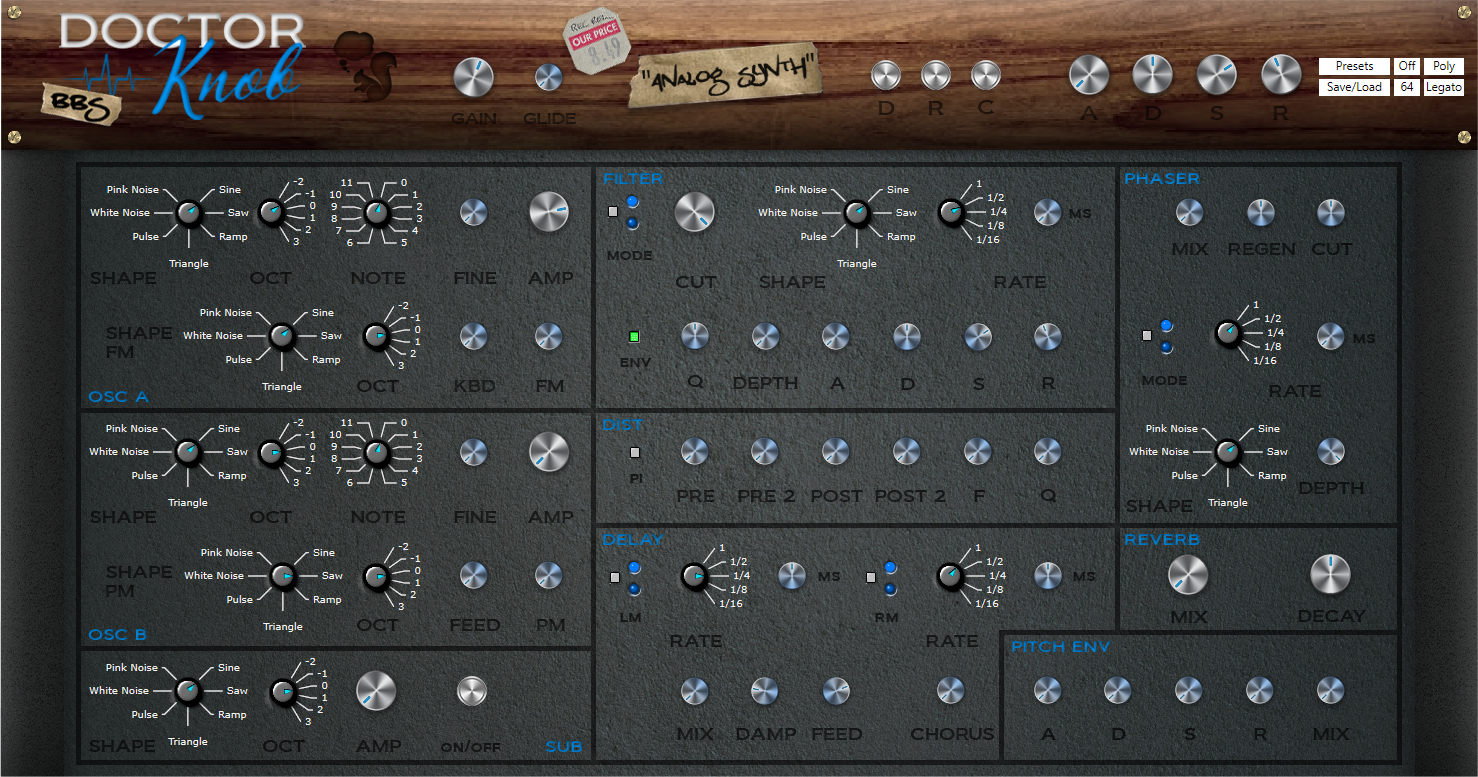 DOCTOR
Knob
BBS
Rec. Retail
OUR PRICE
8.49
"ANALOG SYNTH"
GAIN GLIDE
D R C
A D S R
Presets Off Poly
Save/Load 64 Legato
Pink Noise Sine
White Noise Saw
Pulse Ramp
Triangle
-2
-1
0
1
2
3
11 0
10 1
9 2
8 3
7 4
6 5
SHAPE OCT NOTE FINE AMP
Pink Noise Sine
White Noise Saw
Pulse Ramp
Triangle
-2
-1
0
1
2
3
SHAPE
FM
OCT KBD FM
OSC A
Pink Noise Sine
White Noise Saw
Pulse Ramp
Triangle
-2
-1
0
1
2
3
11 0
10 1
9 2
8 3
7 4
6 5
SHAPE OCT NOTE FINE AMP
Pink Noise Sine
White Noise Saw
Pulse Ramp
Triangle
-2
-1
0
1
2
3
SHAPE
PM
OCT FEED PM
OSC B
Pink Noise Sine
White Noise Saw
Pulse Ramp
Triangle
-2
-1
0
1
2
3
SHAPE OCT AMP ON/OFF SUB
FILTER
MODE
CUT
Pink Noise Sine
White Noise Saw
Pulse Ramp
Triangle
SHAPE
1
1/2
1/4
1/8
1/16
RATE
MS
ENV
Q DEPTH A D S R
DIST
PI
PRE PRE 2 POST POST 2 F Q
DELAY
LM
1
1/2
1/4
1/8
1/16
RATE
MS
RM
1
1/2
1/4
1/8
1/16
RATE
MS
MIX DAMP FEED CHORUS
PHASER
MIX REGEN CUT
MODE
1
1/2
1/4
1/8
1/16
RATE
MS
Pink Noise Sine
White Noise Saw
Pulse Ramp
Triangle
SHAPE DEPTH
REVERB
MIX DECAY
PITCH ENV
A D S R MIX